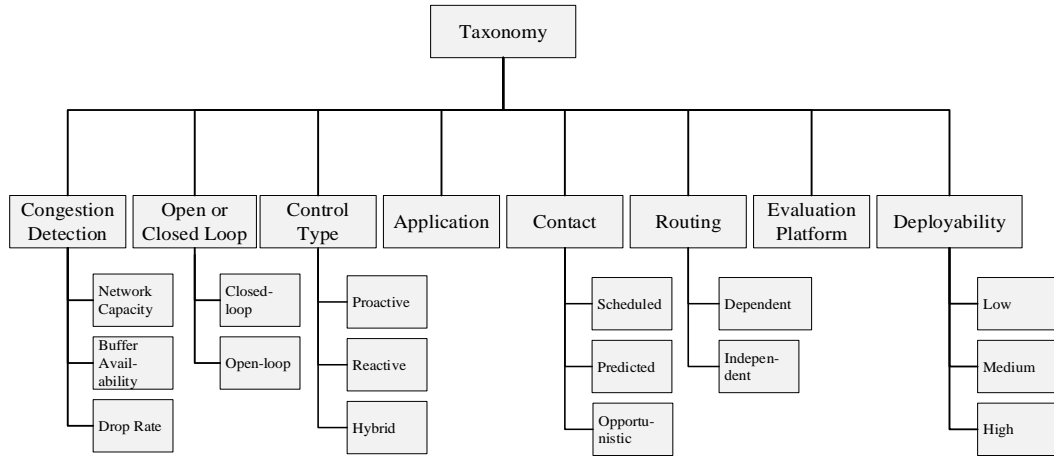 Taxonomy
Congestion
Detection
Open or
Closed Loop
Control
Type
Application
Contact
Routing
Evaluation
Platform
Deployability
Network
Capacity
Buffer
Avail-
ability
Drop Rate
Closed-
loop
Open-loop
Proactive
Reactive
Hybrid
Scheduled
Predicted
Opportu-
nistic
Dependent
Indepen-
dent
Low
Medium
High